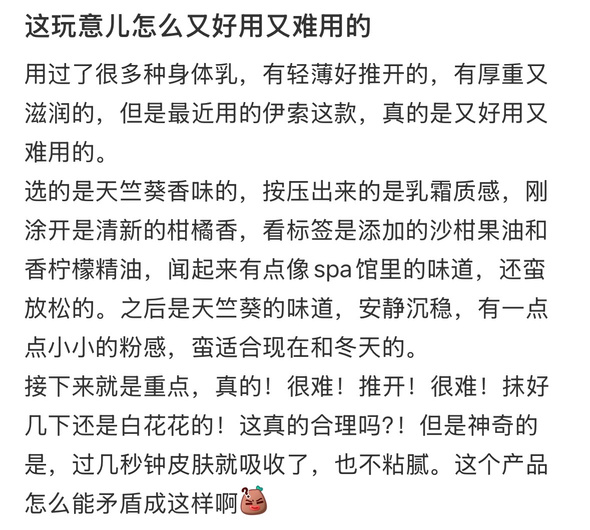 这玩意儿怎么又好用又难用的
用过了很多种身体乳，有轻薄好推开的，有厚重又
滋润的，但是最近用的伊索这款，真的是又好用又
难用的。
选的是天竺葵香味的，按压出来的是乳霜质感，刚
涂开是清新的柑橘香，看标签是添加的沙柑果油和
香柠檬精油，闻起来有点像spa馆里的味道，还蛮
放松的。之后是天竺葵的味道，安静沉稳，有一点
点小小的粉感，蛮适合现在和冬天的。
接下来就是重点，真的！很难！推开！很难！抹好
几下还是白花花的！这真的合理吗?！但是神奇的
是，过几秒钟皮肤就吸收了，也不粘腻。这个产品
怎么能矛盾成这样啊